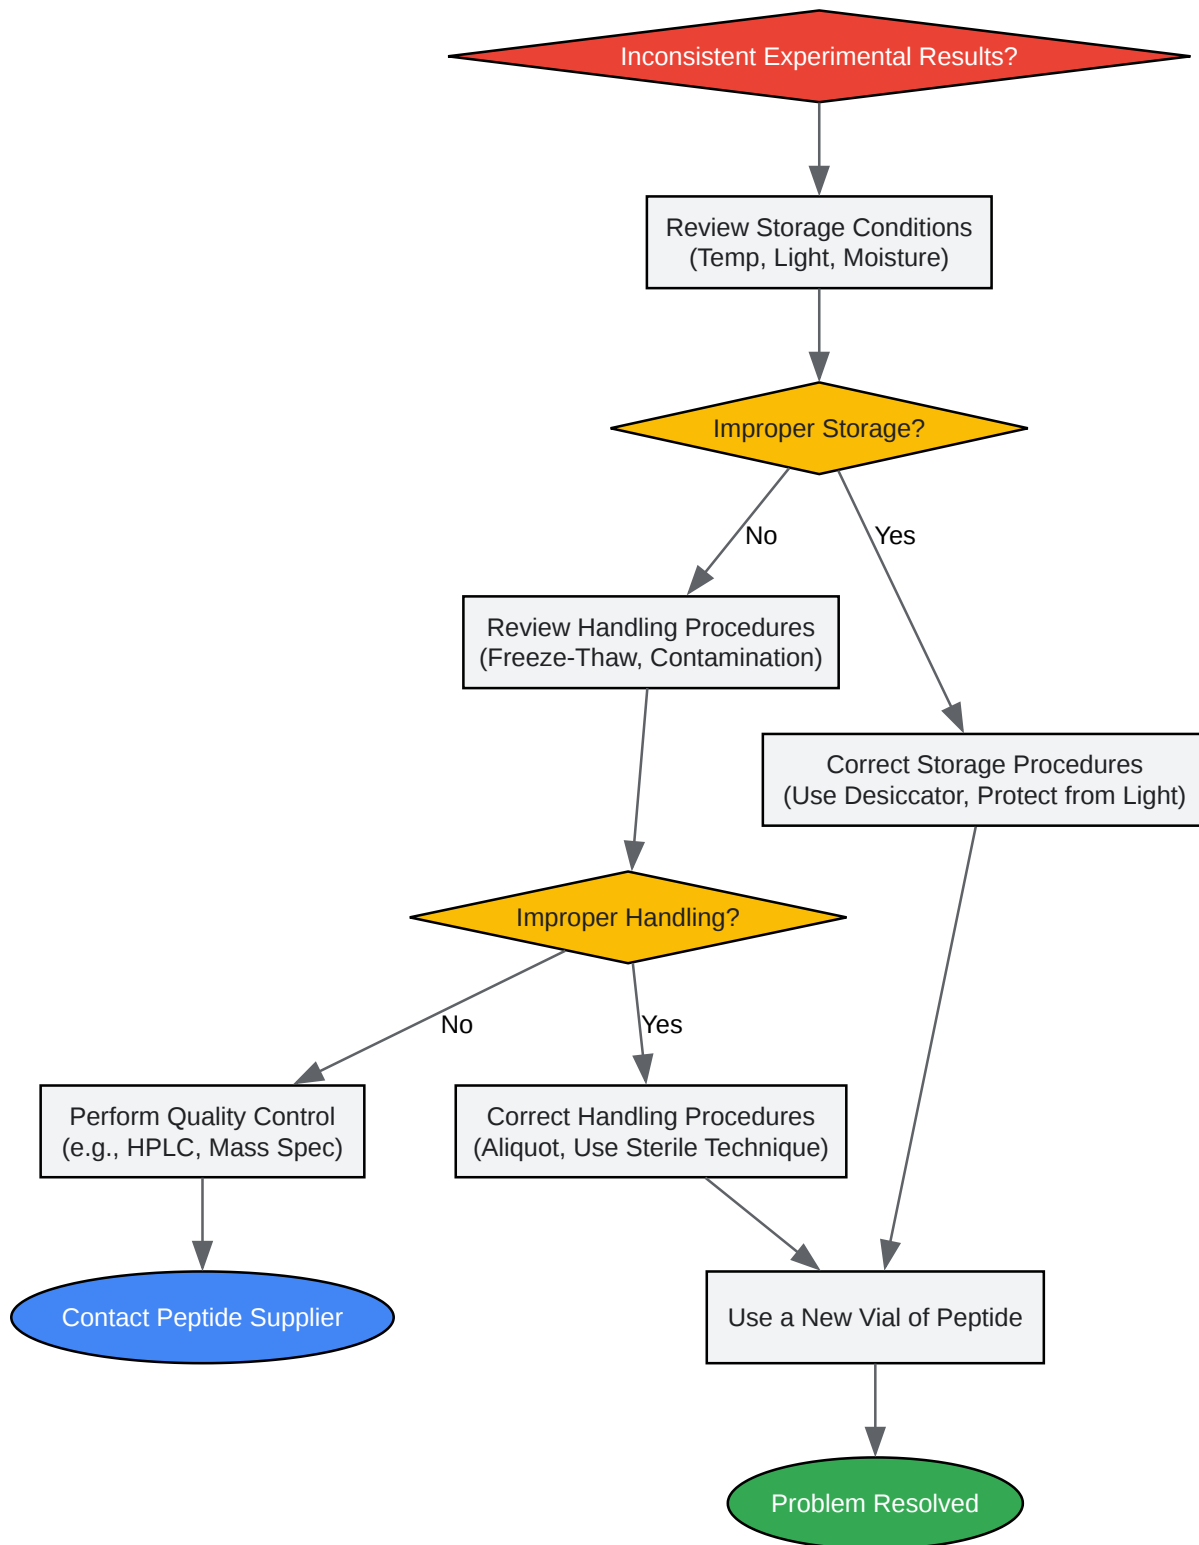 Inconsistent Experimental Results?
Review Storage Conditions
(Temp, Light, Moisture)
Improper Storage?
No
Yes
Review Handling Procedures
(Freeze-Thaw, Contamination)
Correct Storage Procedures
(Use Desiccator, Protect from Light)
Improper Handling?
No
Yes
Perform Quality Control
(e.g., HPLC, Mass Spec)
Correct Handling Procedures
(Aliquot, Use Sterile Technique)
Contact Peptide Supplier
Use a New Vial of Peptide
Problem Resolved